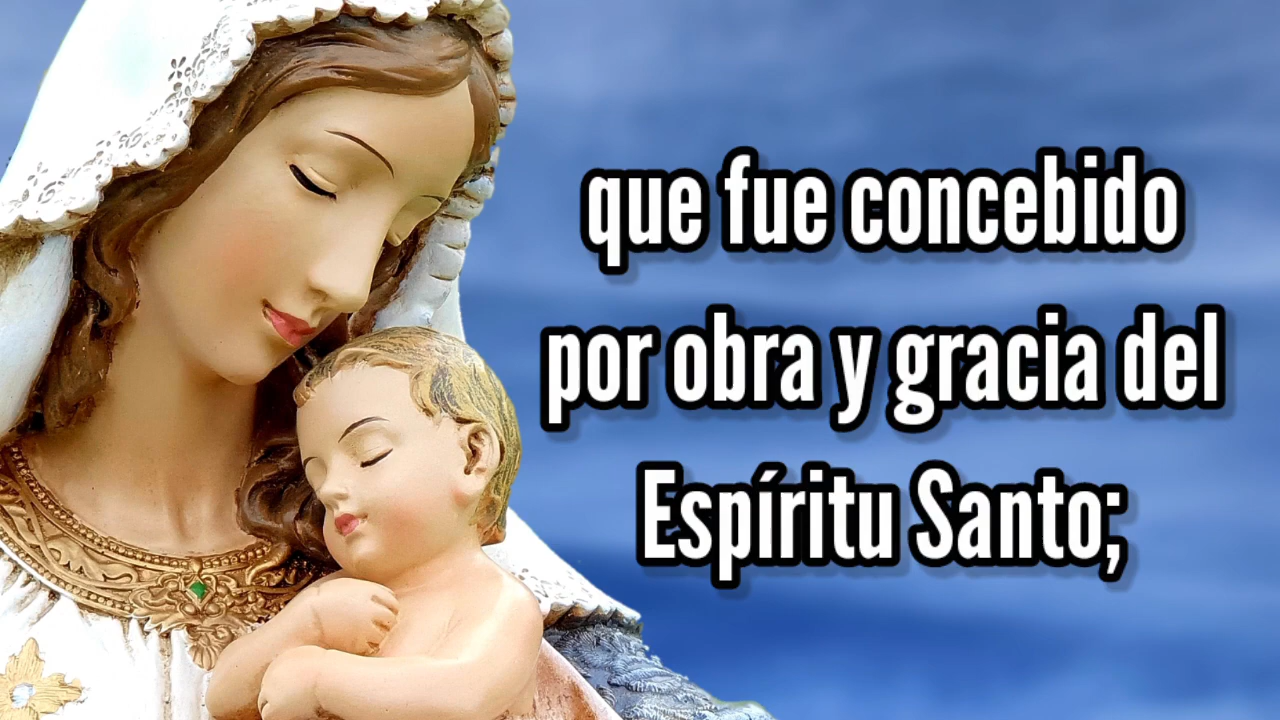 que fue concebido
por obra y gracia del
Espíritu Santo;